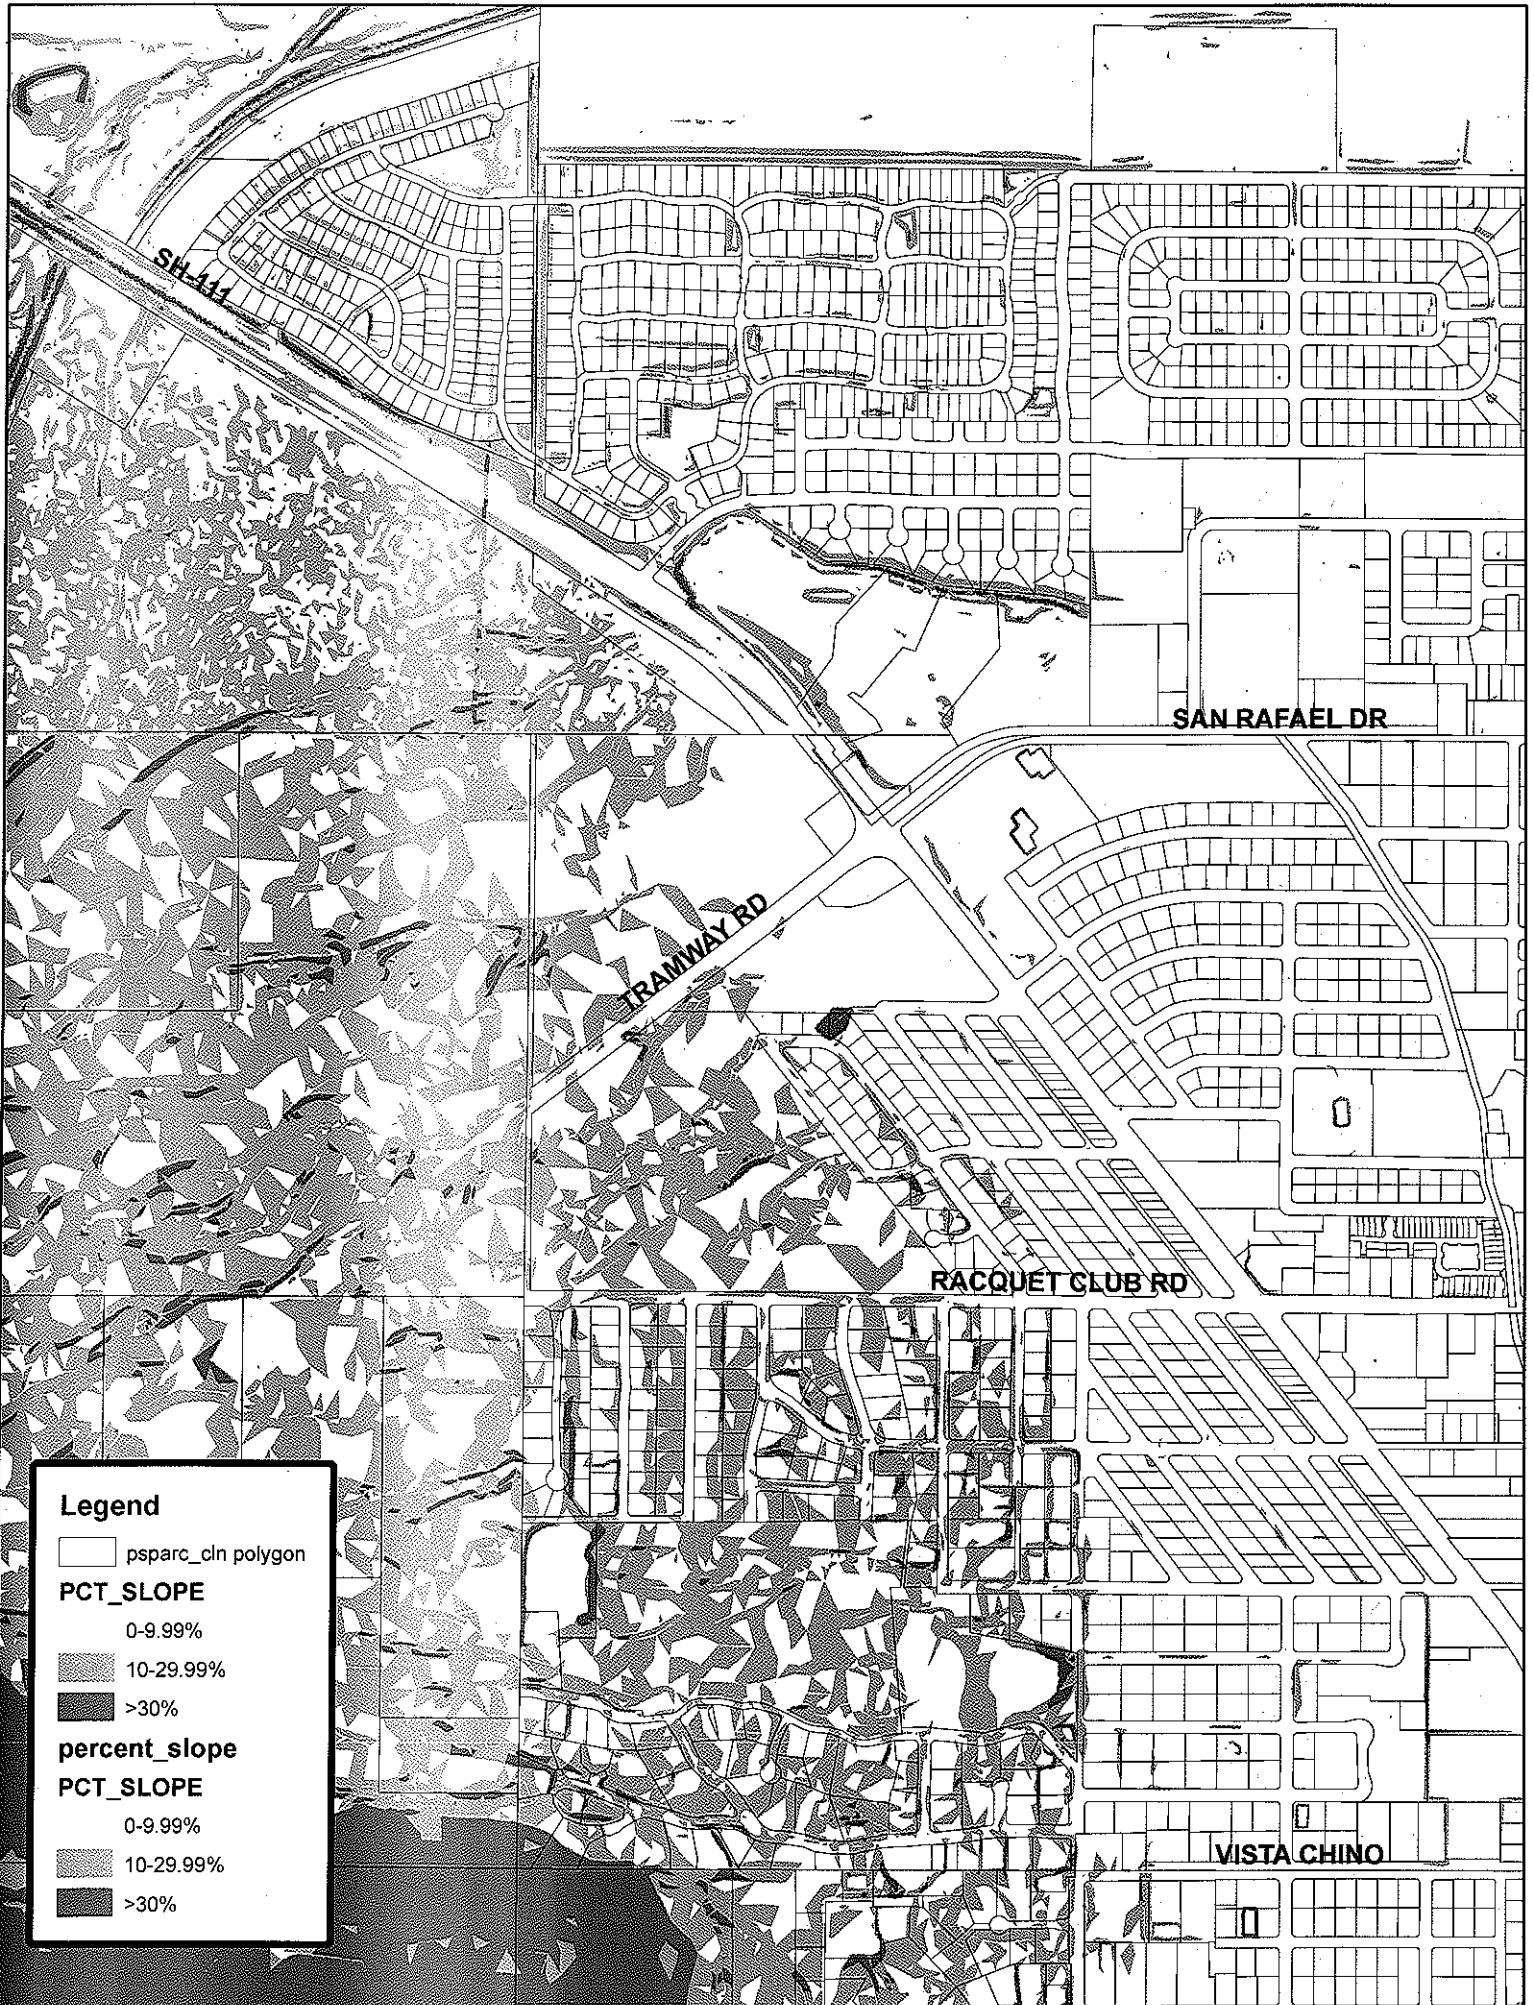 SH-111
SAN RAFAEL DR
TRAMWAY RD
RACQUET CLUB RD
Legend
psparc_cln polygon
PCT_SLOPE
0-9.99%
10-29.99%
>30%
percent_slope
PCT_SLOPE
0-9.99%
10-29.99%
>30%
VISTA CHINO